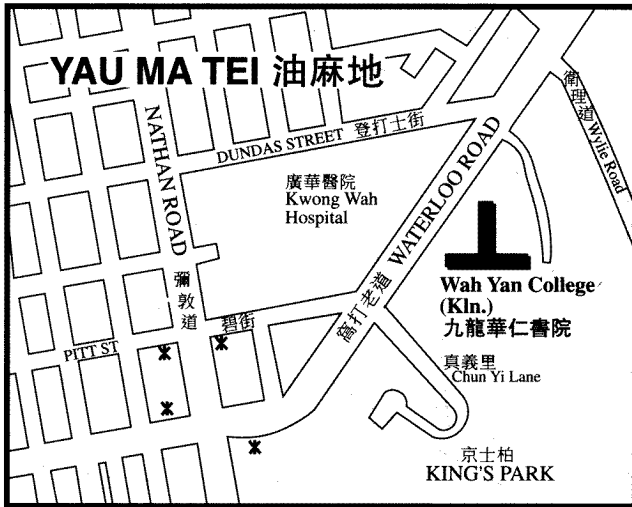 YAU MA TEI 油麻地
衛理道 Wylie Road
NATHAN ROAD
彌敦道
DUNDAS STREET 登打士街
廣華醫院
Kwong Wah
Hospital
窩打老道 WATERLOO ROAD
Wah Yan College
(Kln.)
九龍華仁書院
PITT ST
碧街
真義里
Chun Yi Lane
京士柏
KING'S PARK